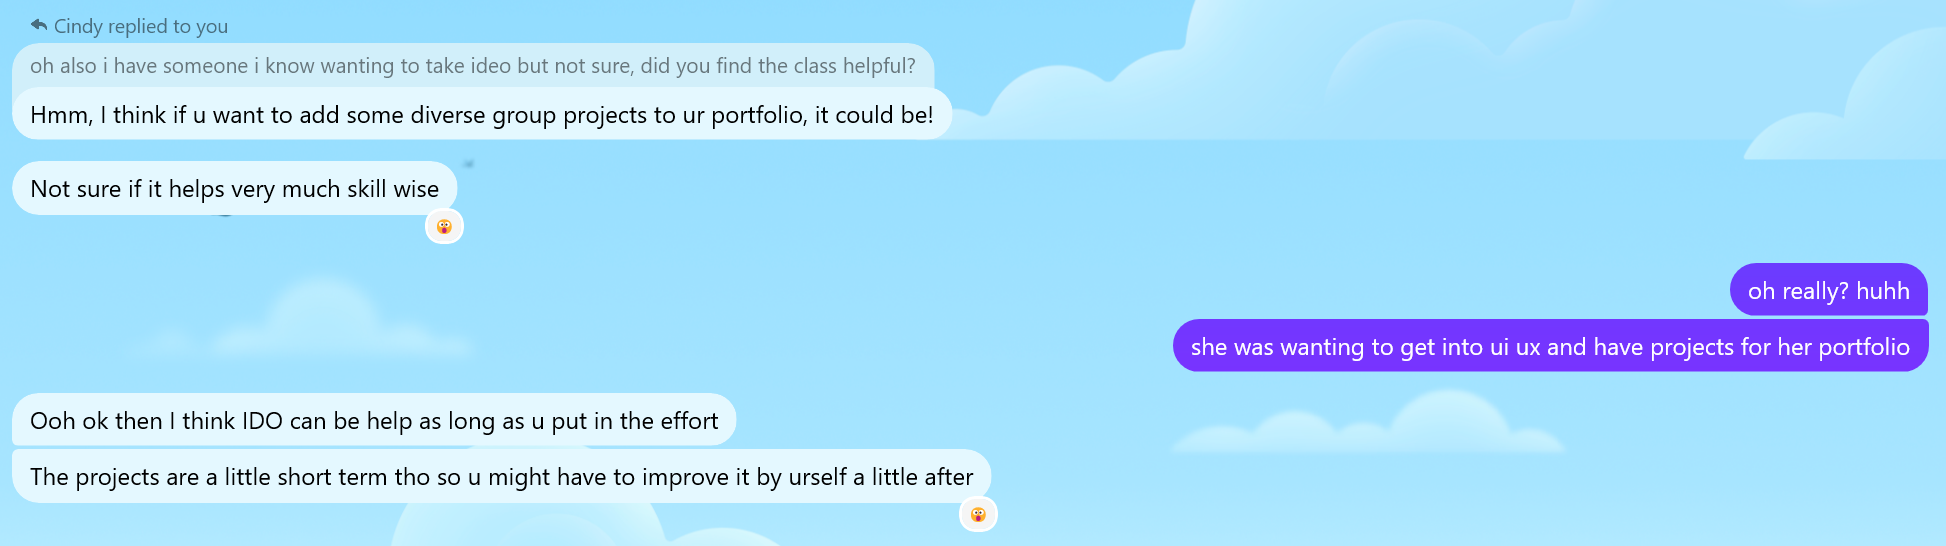 Cindy replied to you
oh also i have someone i know wanting to take ideo but not sure, did you find the class helpful?
Hmm, I think if u want to add some diverse group projects to ur portfolio, it could be!
Not sure if it helps very much skill wise
oh really? huhh
she was wanting to get into ui ux and have projects for her portfolio
Ooh ok then I think IDO can be help as long as u put in the effort
The projects are a little short term tho so u might have to improve it by urself a little after